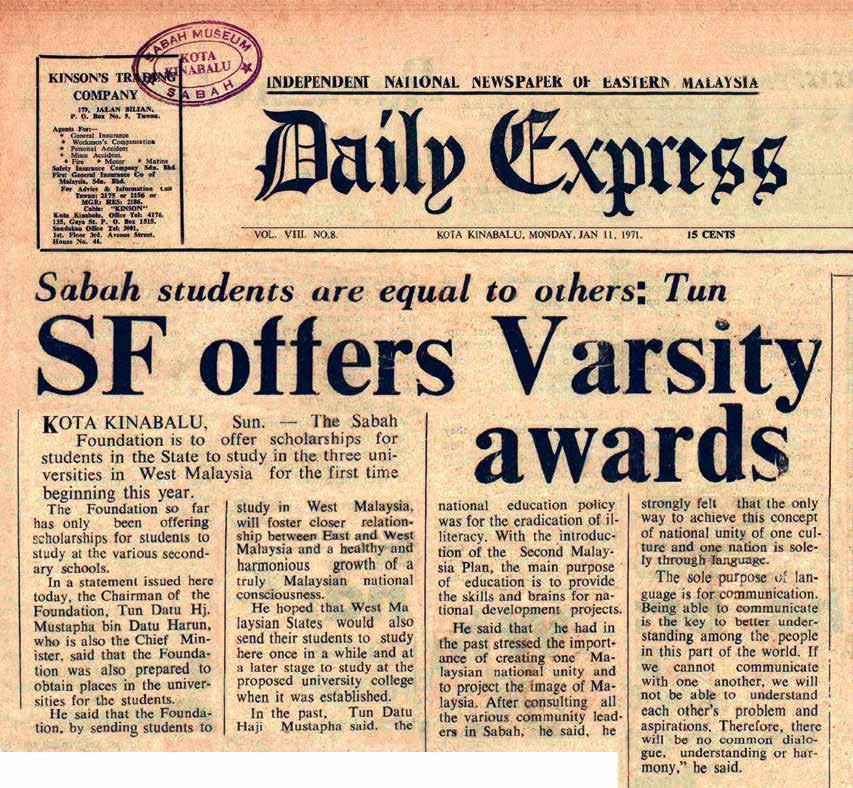 SABAH MUSEUM
KOTA
KINABALU
SABAH
KINSON'S TRADING
COMPANY
179, JALAN BILIAN,
P. O. Box No. 5, Tawau.
Agents For:—
* General Insurance
* Workmen's Compensation
* Personal Accident
* Misce Accident.
* Fire * Motor * Marine
Safety Insurance Company Sdn. Bhd.
First General Insurance Co of
Malaysia, Sdn. Bhd.
For Advice & Information Call
Tawau: 2175 or 2156 or
MGR: RES: 2186.
Cable: "KINSON"
Kota Kinabalu, Office Tel: 4176.
135, Gaya St. P. O. Box 1515.
Sandakan Office Tel: 3001,
1st. Floor 3rd. Avenue Street.
House No. 44.
INDEPENDENT NATIONAL NEWSPAPER OF EASTERN MALAYSIA
Daily Express
VOL. VIII. NO.8. KOTA KINABALU, MONDAY, JAN 11, 1971. 15 CENTS
Sabah students are equal to others: Tun
SF offers Varsity
awards
KOTA KINABALU, Sun. — The Sabah
Foundation is to offer scholarships for
students in the State to study in the three uni-
versities in West Malaysia for the first time
beginning this year.
The Foundation so far
has only been offering
scholarships for students to
study at the various second-
ary schools.
In a statement issued here
today, the Chairman of the
Foundation, Tun Datu Hj.
Mustapha bin Datu Harun,
who is also the Chief Min-
ister, said that the Founda-
tion was also prepared to
obtain places in the univer-
sities for the students.
He said that the Founda-
tion, by sending students to
study in West Malaysia,
will foster closer relation-
ship between East and West
Malaysia and a healthy and
harmonious growth of a
truly Malaysian national
consciousness.
He hoped that West Ma
laysian States would also
send their students to study
here once in a while and at
a later stage to study at the
proposed university college
when it was established.
In the past, Tun Datu
Haji Mustapha said, the
national education policy
was for the eradication of il-
literacy. With the introduc-
tion of the Second Malay-
sia Plan, the main purpose
of education is to provide
the skills and brains for na-
tional development projects.
He said that he had in
the past stressed the import-
ance of creating one Ma-
laysian national unity and
to project the image of Ma-
laysia. After consulting all
the various community lead-
ers in Sabah, he said, he
strongly felt that the only
way to achieve this concept
of national unity of one cul-
ture and one nation is sole-
ly through language.
The sole purpose of lan-
guage is for communication.
Being able to communicate
is the key to better under-
standing among the people
in this part of the world. If
we cannot communicate
with one another, we will
not be able to understand
each other's problem and
aspirations. Therefore, there
will be no common dialo-
gue, understanding or har-
mony," he said.